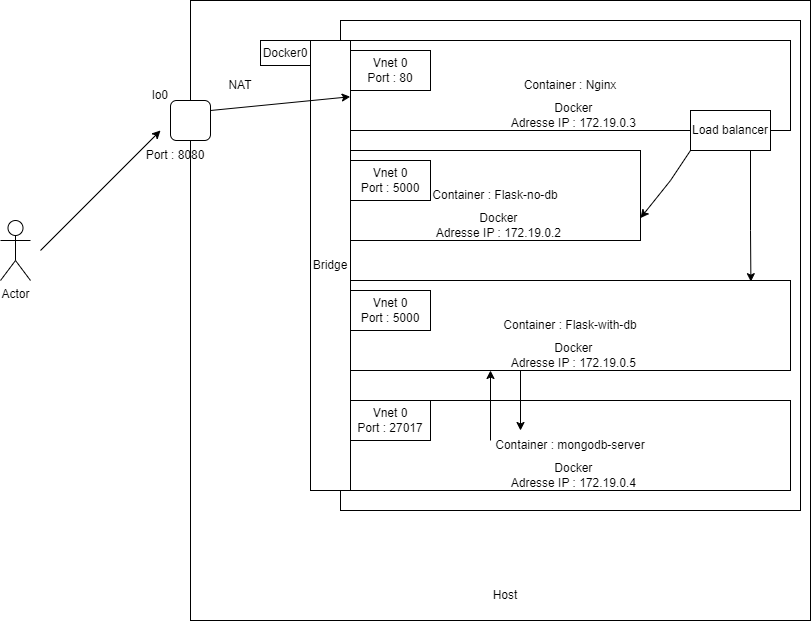 Docker0
Vnet 0
Port : 80
Container : Nginx
Docker
Adresse IP : 172.19.0.3
NAT
lo0
Port : 8080
Load balancer
Vnet 0
Port : 5000
Container : Flask-no-db
Docker
Adresse IP : 172.19.0.2
Bridge
Actor
Vnet 0
Port : 5000
Container : Flask-with-db
Docker
Adresse IP : 172.19.0.5
Vnet 0
Port : 27017
Container : mongodb-server
Docker
Adresse IP : 172.19.0.4
Host